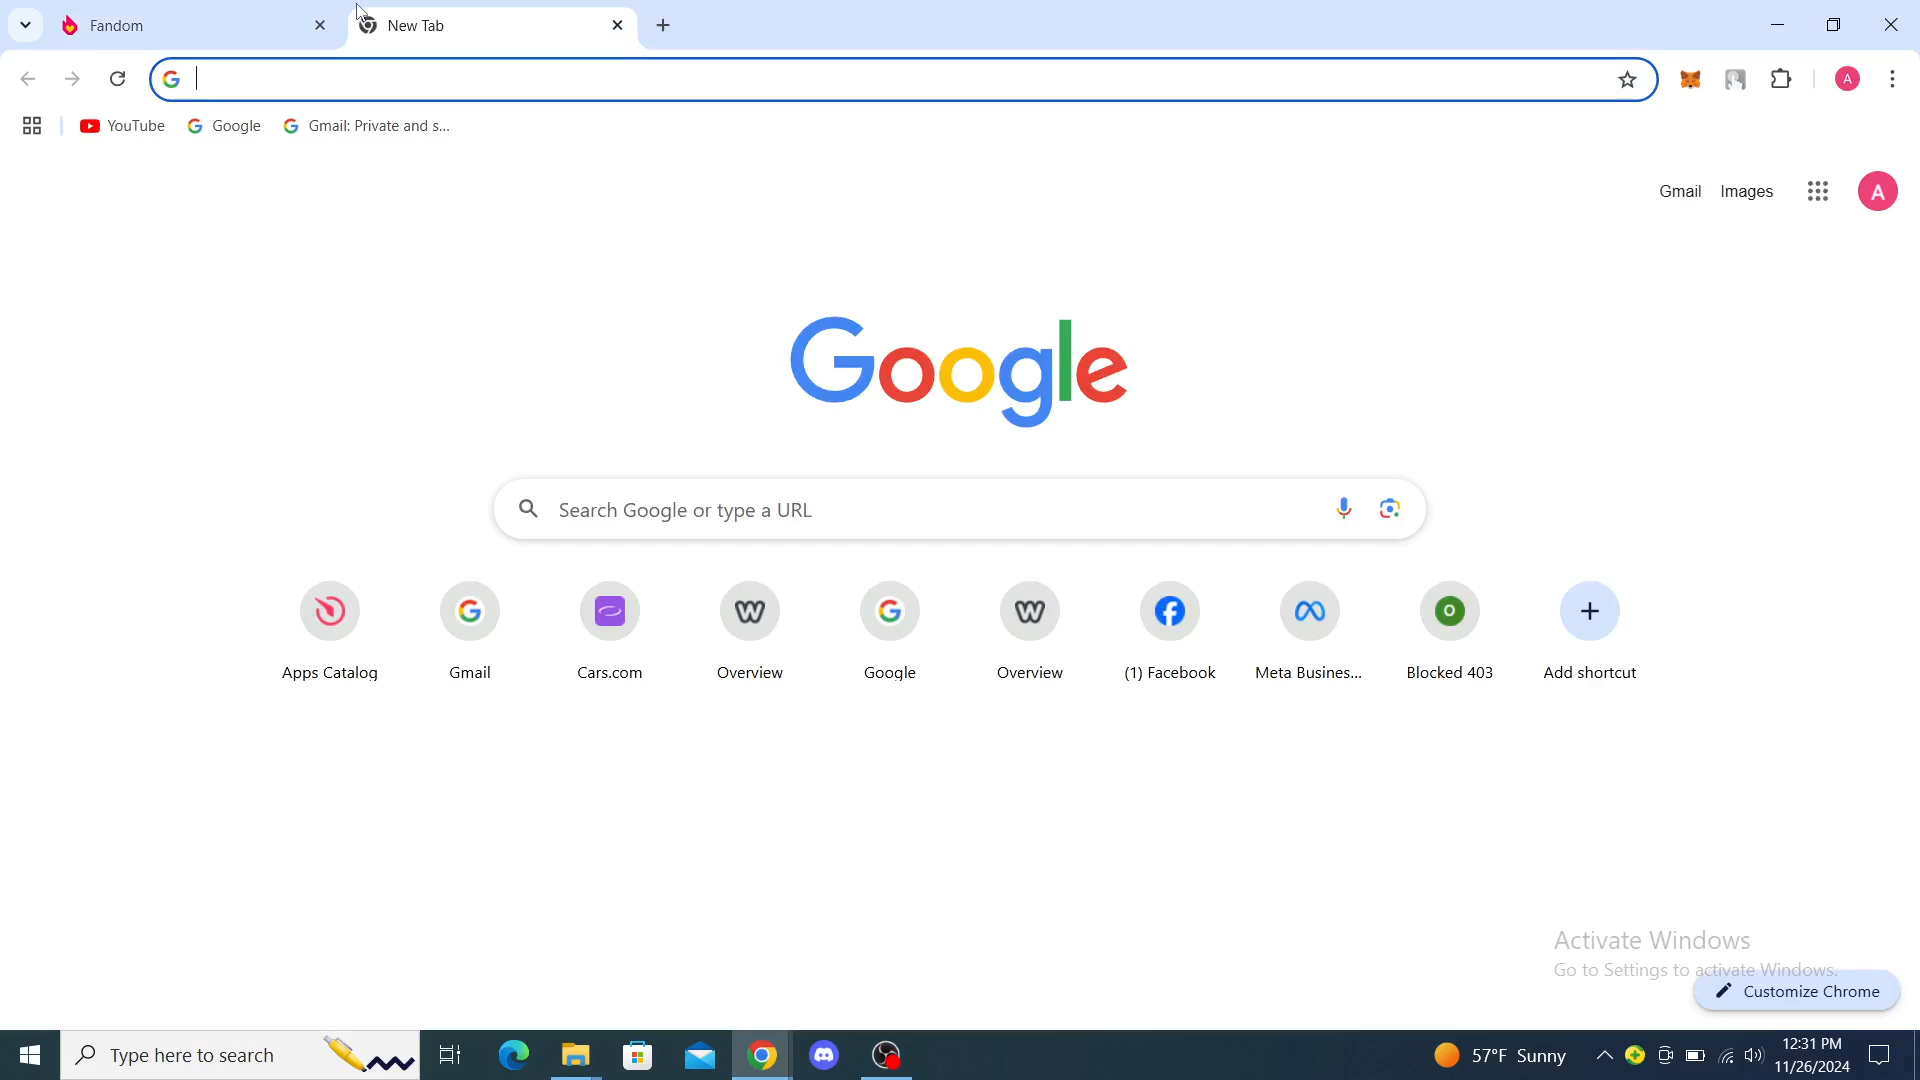 Fandom
New Tab
YouTube
Google
Gmail: Private and s...
Gmail
Images
A
A
Google
Search Google or type a URL
Apps Catalog
Gmail
Cars.com
Overview
Google
Overview
(1) Facebook
Meta Busines...
O
Blocked 403
Add shortcut
Activate Windows
Go to Settings to activate Windows.
Customize Chrome
Type here to search
57°F Sunny
12:31 PM
11/26/2024